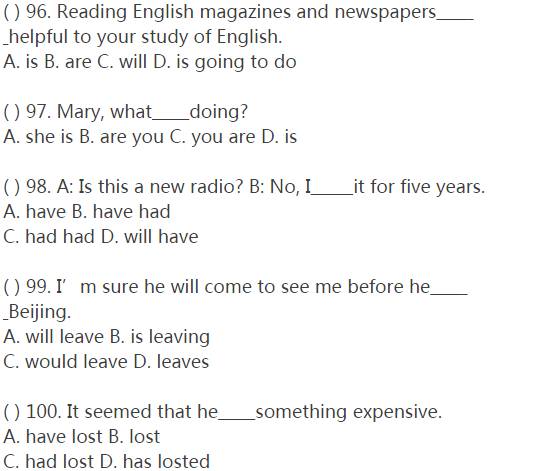 ( ) 96. Reading English magazines and newspapers_____
_helpful to your study of English.
A. is B. are C. will D. is going to do
( ) 97. Mary, what_____doing?
A. she is B. are you C. you are D. is
( ) 98. A: Is this a new radio? B: No, I_____it for five years.
A. have B. have had
C. had had D. will have
( ) 99. I′ m sure he will come to see me before he_____
_Beijing.
A. will leave B. is leaving
C. would leave D. leaves
( ) 100. It seemed that he_____something expensive.
A. have lost B. lost
C. had lost D. has losted